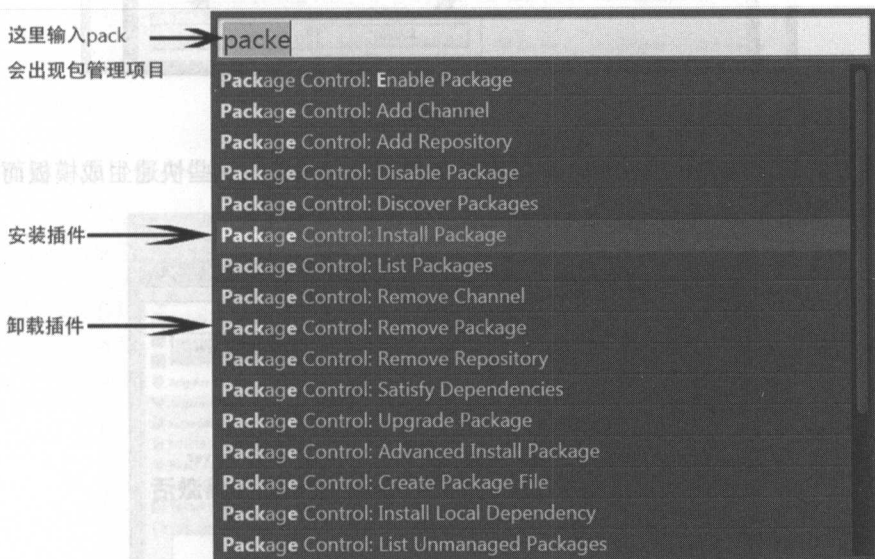 这里输入pack
会出现包管理项目
packe
Package Control: Enable Package
Package Control: Add Channel
Package Control: Add Repository
Package Control: Disable Package
Package Control: Discover Packages
安装插件
Package Control: Install Package
Package Control: List Packages
Package Control: Remove Channel
卸载插件
Package Control: Remove Package
Package Control: Remove Repository
Package Control: Satisfy Dependencies
Package Control: Upgrade Package
Package Control: Advanced Install Package
Package Control: Create Package File
Package Control: Install Local Dependency
Package Control: List Unmanaged Packages